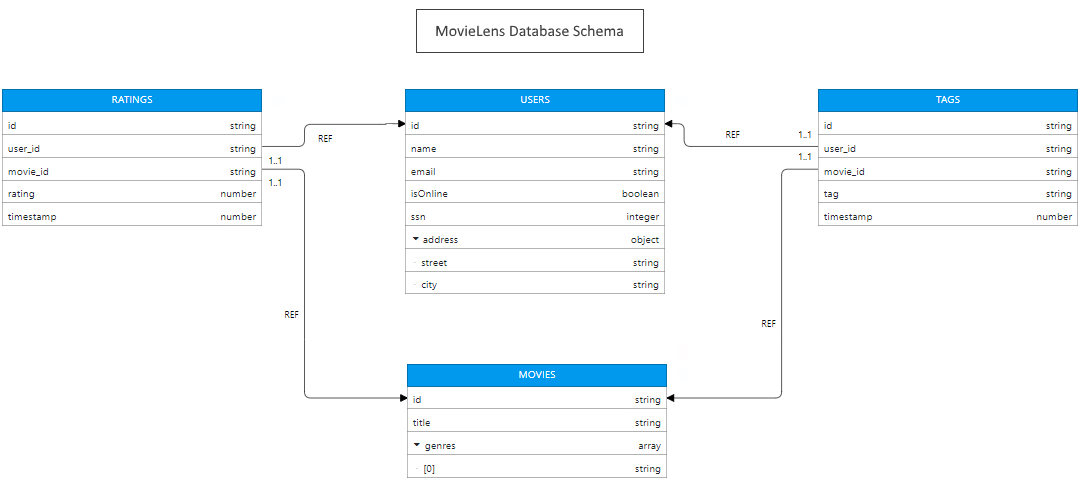 MovieLens Database Schema
RATINGS
id string
user_id string
movie_id string
rating number
timestamp number
REF
1..1
1..1
USERS
id string
name string
email string
isOnline boolean
ssn integer
address object
street string
city string
REF
1..1
1..1
TAGS
id string
user_id string
movie_id string
tag string
timestamp number
REF
REF
MOVIES
id string
title string
genres array
[0] string